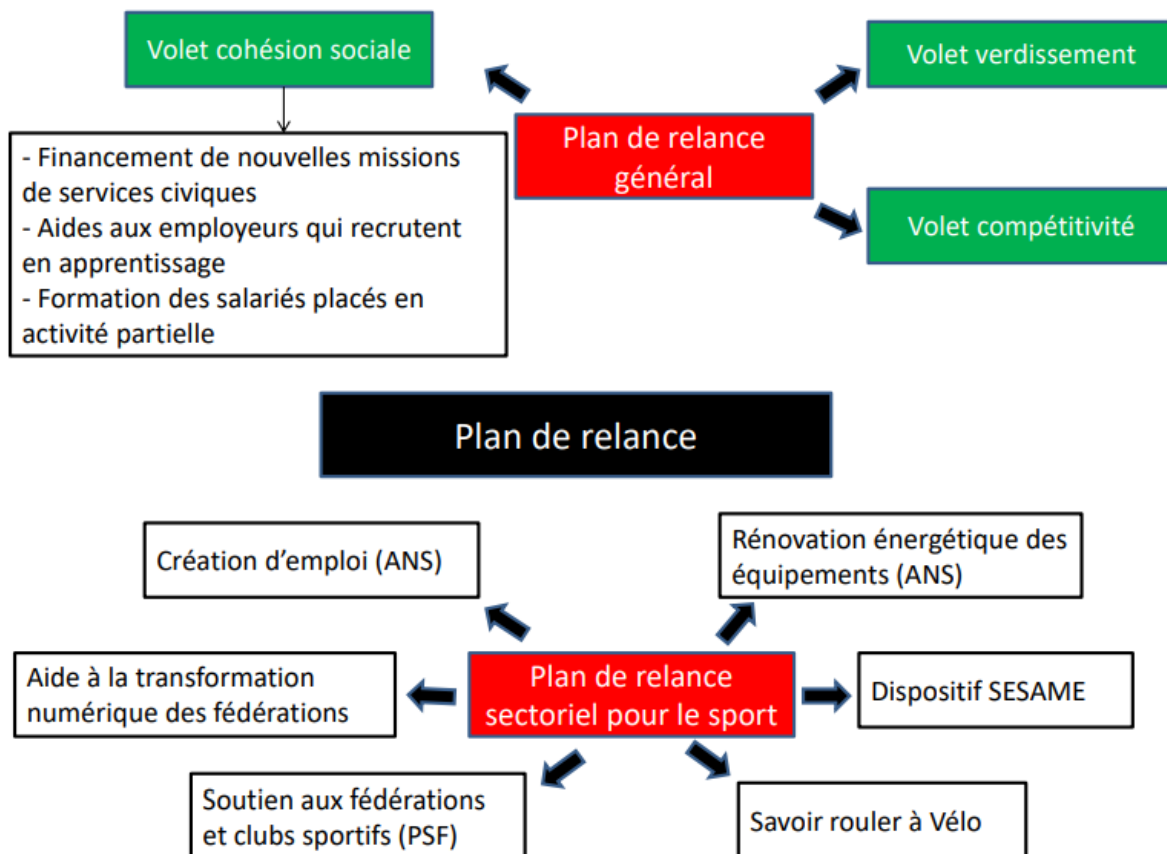 Volet cohésion sociale
Volet verdissement
Plan de relance
général
- Financement de nouvelles missions
de services civiques
- Aides aux employeurs qui recrutent
en apprentissage
- Formation des salariés placés en
activité partielle
Volet compétitivité
Plan de relance
Création d’emploi (ANS)
Rénovation énergétique des
équipements (ANS)
Aide à la transformation
numérique des fédérations
Plan de relance
sectoriel pour le sport
Dispositif SESAME
Soutien aux fédérations
et clubs sportifs (PSF)
Savoir rouler à Vélo